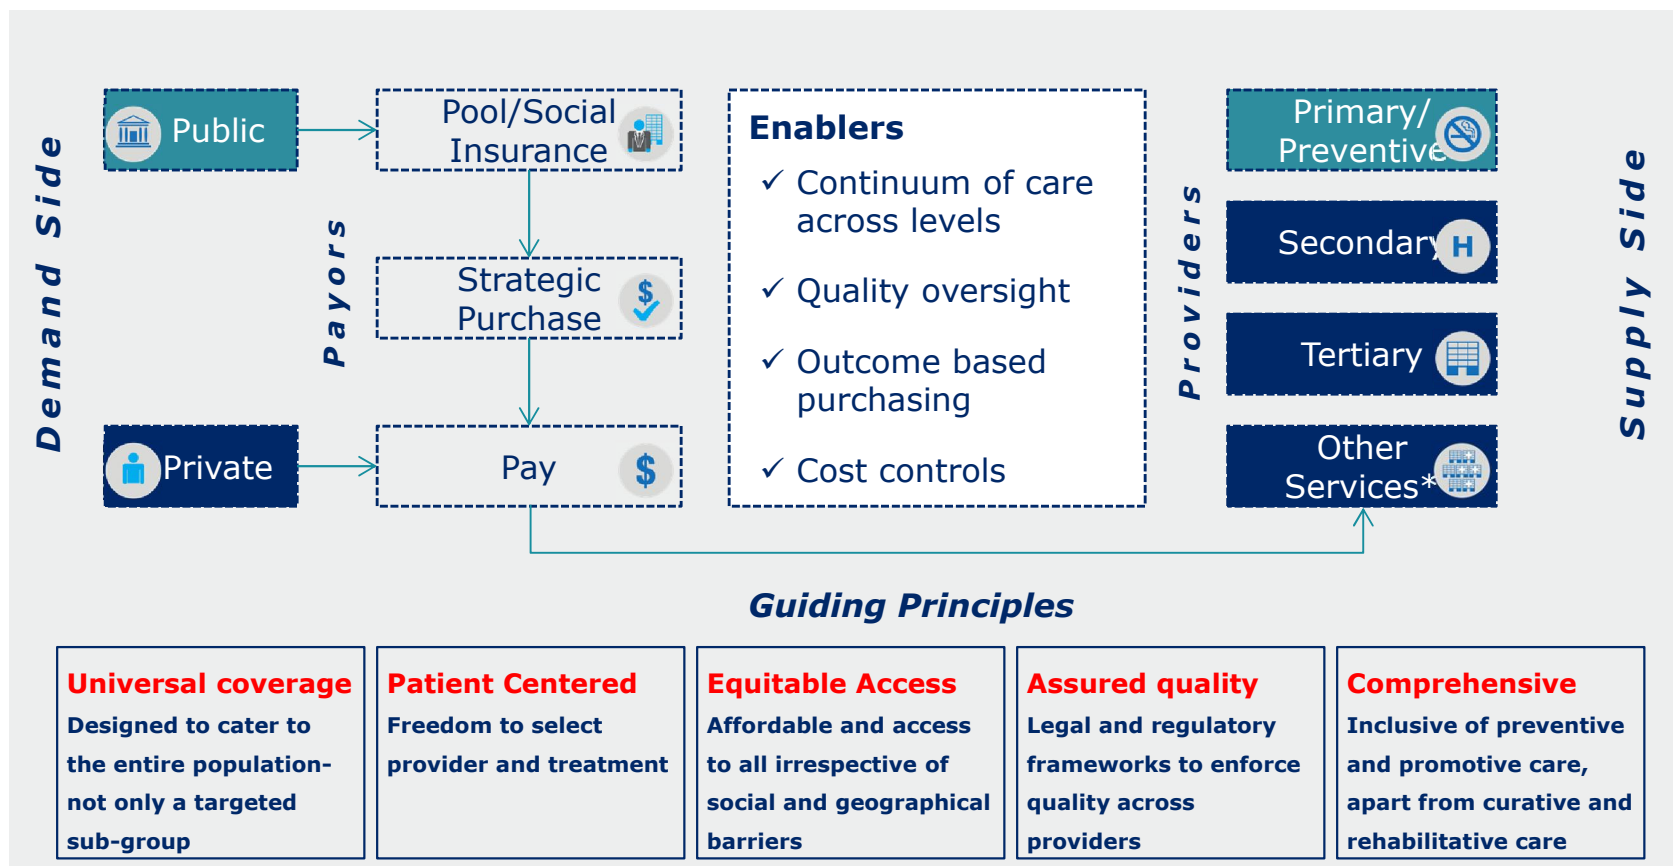 Demand Side
Public
Private
Payors
Pool/Social
Insurance
Strategic
Purchase
$
Pay
$
Enablers
✓ Continuum of care
across levels
✓ Quality oversight
✓ Outcome based
purchasing
✓ Cost controls
Providers
Primary/
Preventive
Secondary
H
Tertiary
Other
Services*
Supply Side
Guiding Principles
Universal coverage
Designed to cater to
the entire population-
not only a targeted
sub-group
Patient Centered
Freedom to select
provider and treatment
Equitable Access
Affordable and access
to all irrespective of
social and geographical
barriers
Assured quality
Legal and regulatory
frameworks to enforce
quality across
providers
Comprehensive
Inclusive of preventive
and promotive care,
apart from curative and
rehabilitative care